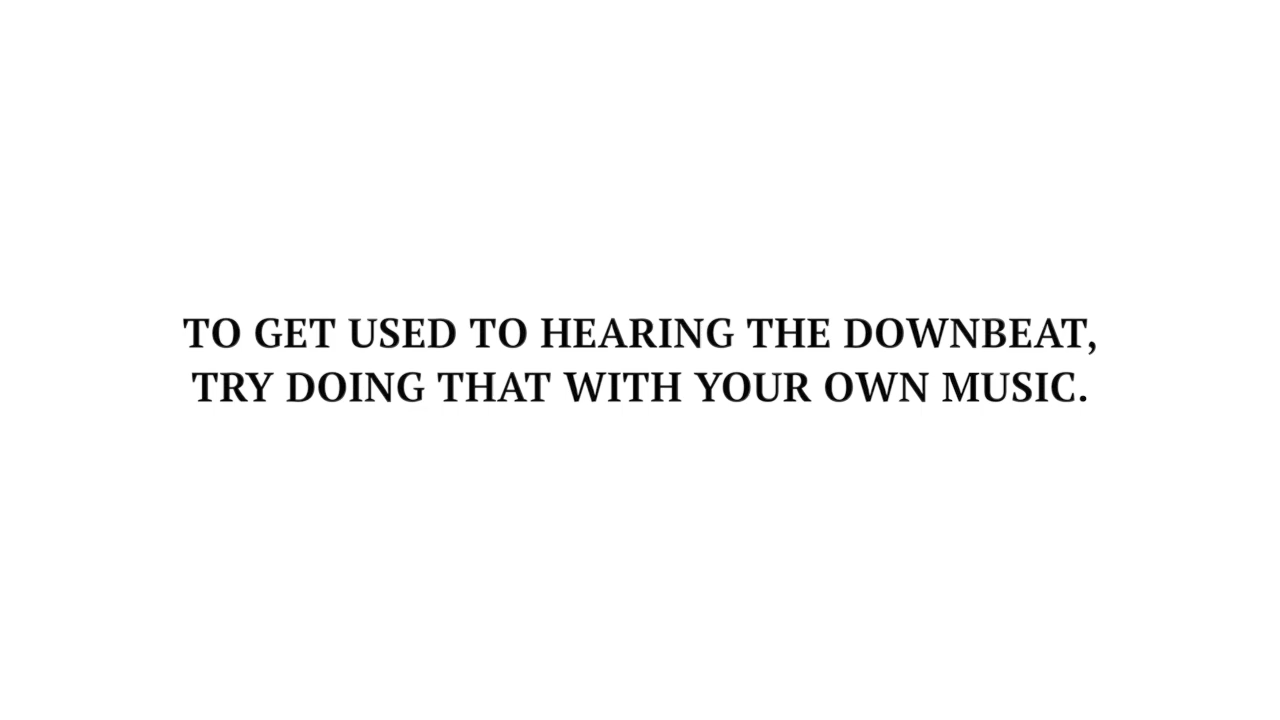 TO GET USED TO HEARING THE DOWNBEAT,
TRY DOING THAT WITH YOUR OWN MUSIC.